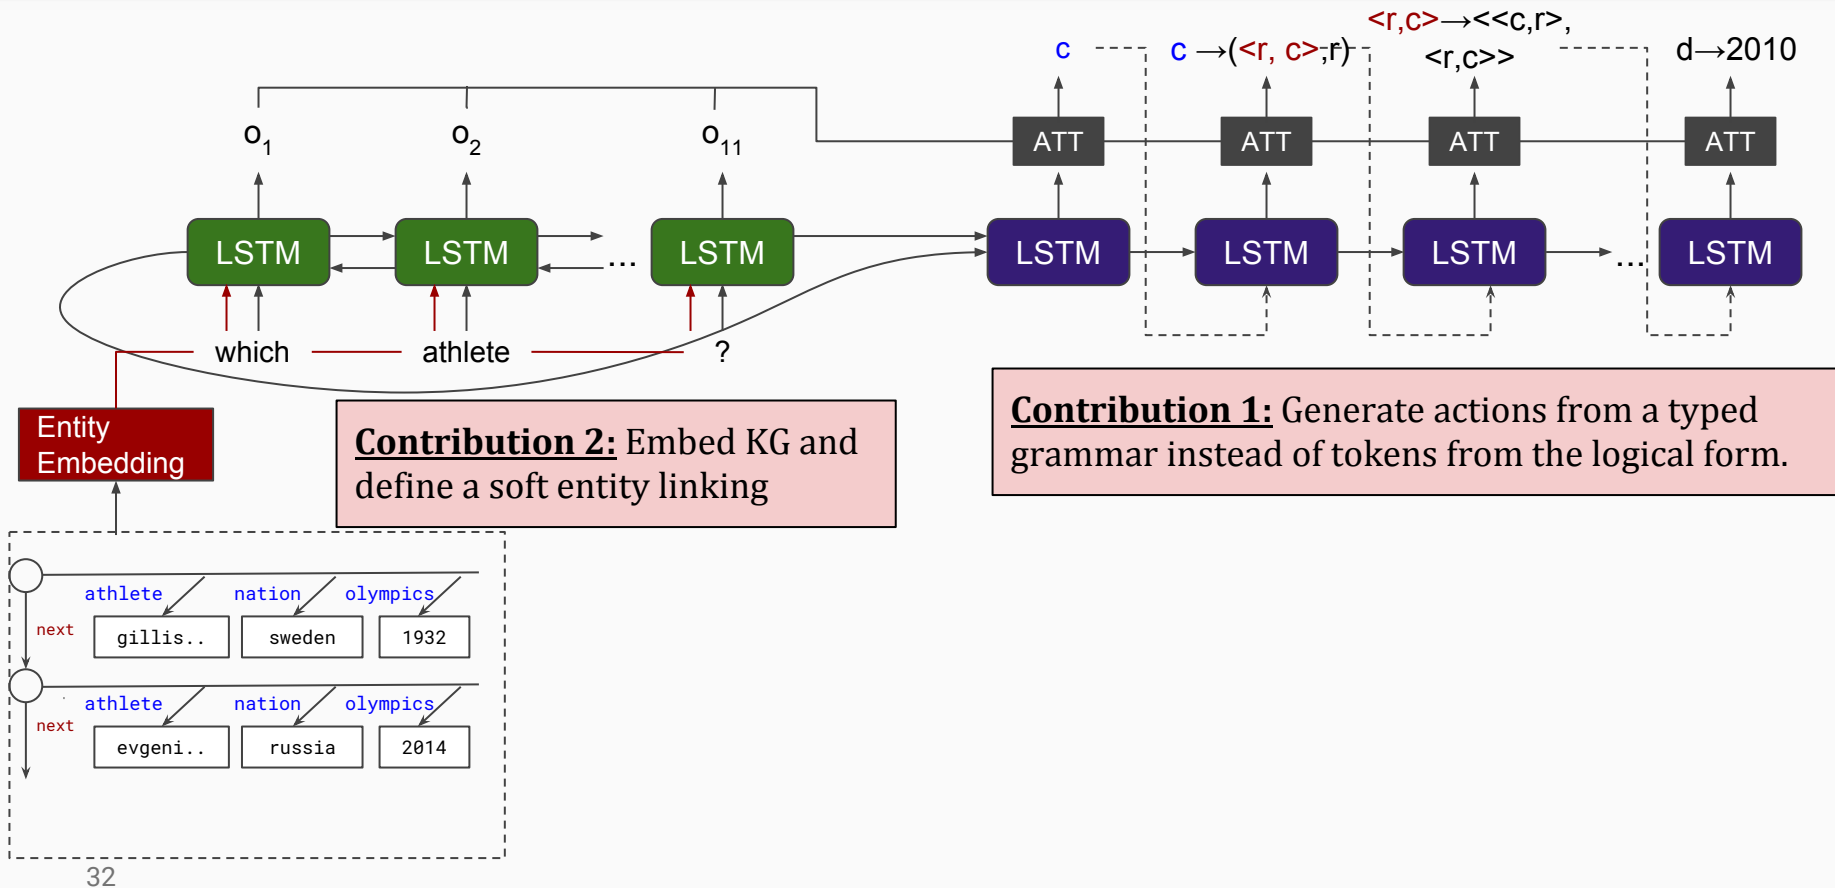 c
c →(<r, c>,r)
<r,c>→<<c,r>,
<r,c>>
d→2010
o1
o2
o11
ATT
ATT
ATT
ATT
LSTM
LSTM
...
LSTM
LSTM
LSTM
LSTM
...
LSTM
which
athlete
?
Entity
Embedding
Contribution 2: Embed KG and
define a soft entity linking
Contribution 1: Generate actions from a typed
grammar instead of tokens from the logical form.
athlete
nation
olympics
next
gillis..
sweden
1932
athlete
nation
olympics
next
evgeni..
russia
2014
32